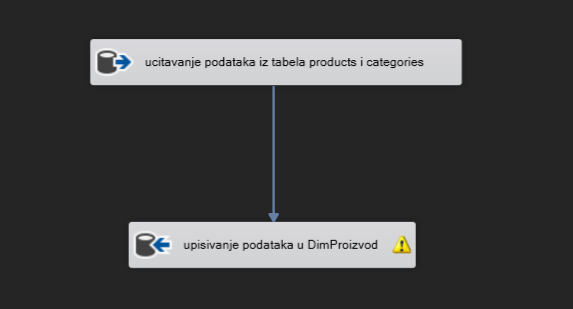 ucitavanje podataka iz tabela products i categories
upisivanje podataka u DimProizvod